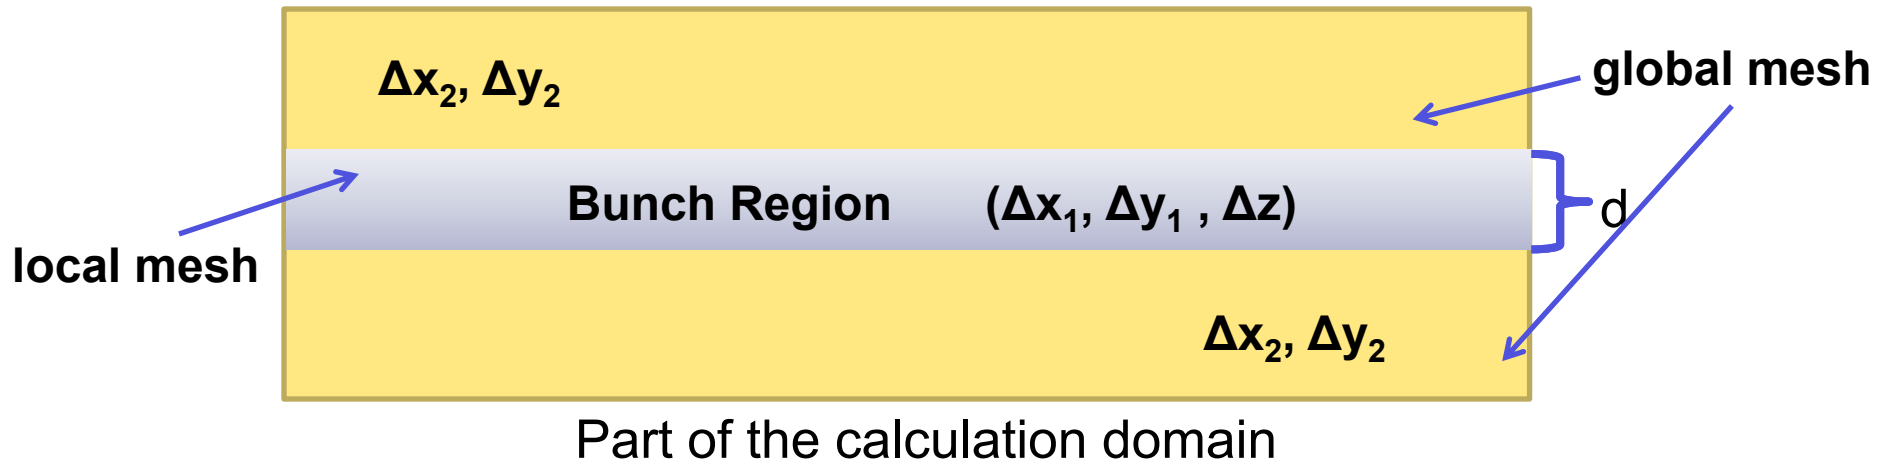 Δx₂, Δy₂
global mesh
Bunch Region (Δx₁, Δy₁ , Δz)
d
local mesh
Δx₂, Δy₂
Part of the calculation domain